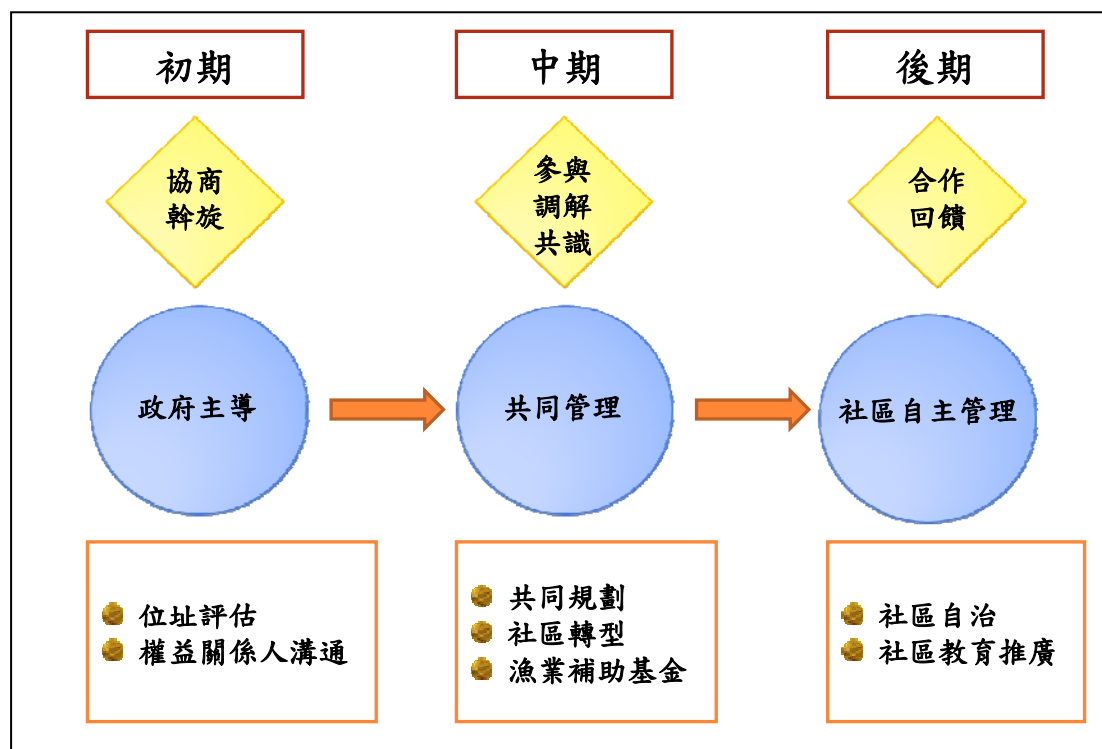 初期
中期
後期
協商
斡旋
參與
調解
共識
合作
回饋
政府主導
共同管理
社區自主管理
位址評估
權益關係人溝通
共同規劃
社區轉型
漁業補助基金
社區自治
社區教育推廣